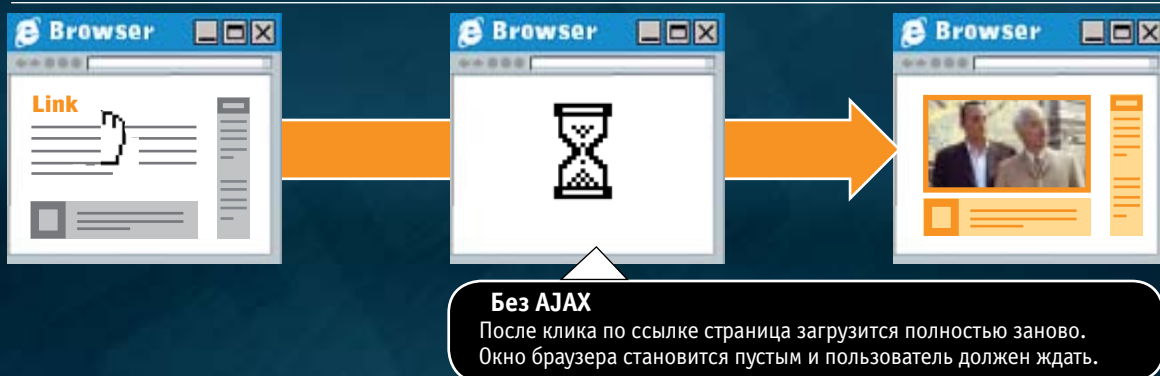 Browser
Browser
Browser
Link
Без AJAX
После клика по ссылке страница загрузится полностью заново.
Окно браузера становится пустым и пользователь должен ждать.